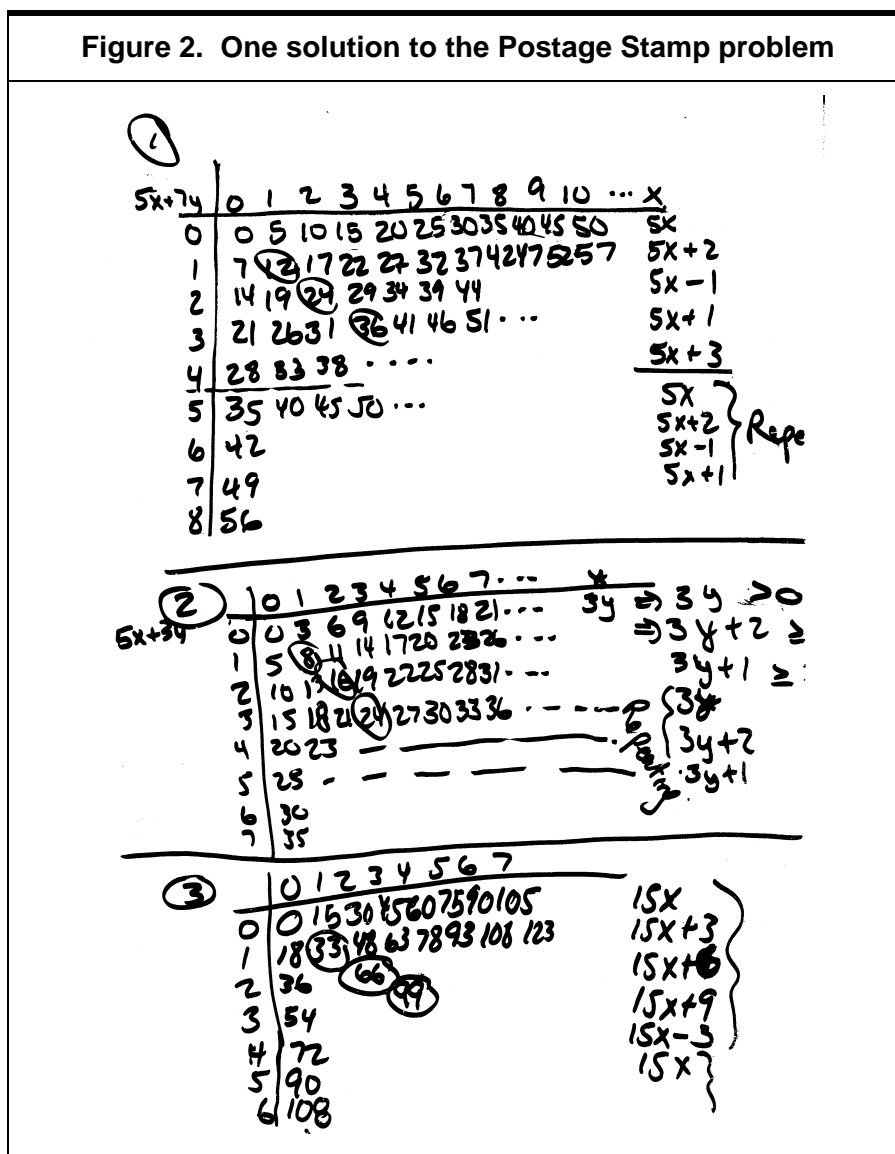 Figure 2. One solution to the Postage Stamp problem
1
5x+7y 0 1 2 3 4 5 6 7 8 9 10 ... x
0 0 5 10 15 20 25 30 35 40 45 50 5x
1 7 12 17 22 27 32 37 42 47 52 57 5x+2
2 14 19 24 29 34 39 44 5x-1
3 21 26 31 36 41 46 51 ... 5x+1
4 28 33 38 .... 5x+3
5 35 40 45 50 ... 5x
6 42 5x+2
7 49 5x-1
8 56 5x+1
Repe
2
5x+3y 0 1 2 3 4 5 6 7 ...
0 0 3 6 9 12 15 18 21 ... 3y ⇒ 3y >0
1 5 8 11 14 17 20 23 26 ... ⇒ 3y+2 ≥
2 10 13 16 19 22 25 28 31 ... 3y+1 ≥
3 15 18 21 24 27 30 33 36 ... 3y
4 20 23 3y+2
5 25 3y+1
6 30
7 35
3
0 1 2 3 4 5 6 7
0 0 15 30 45 60 75 90 105 15x
1 18 33 48 63 78 93 108 123 15x+3
2 36 66 15x+6
3 54 99 15x+9
4 72 15x-3
5 90 15x
6 108